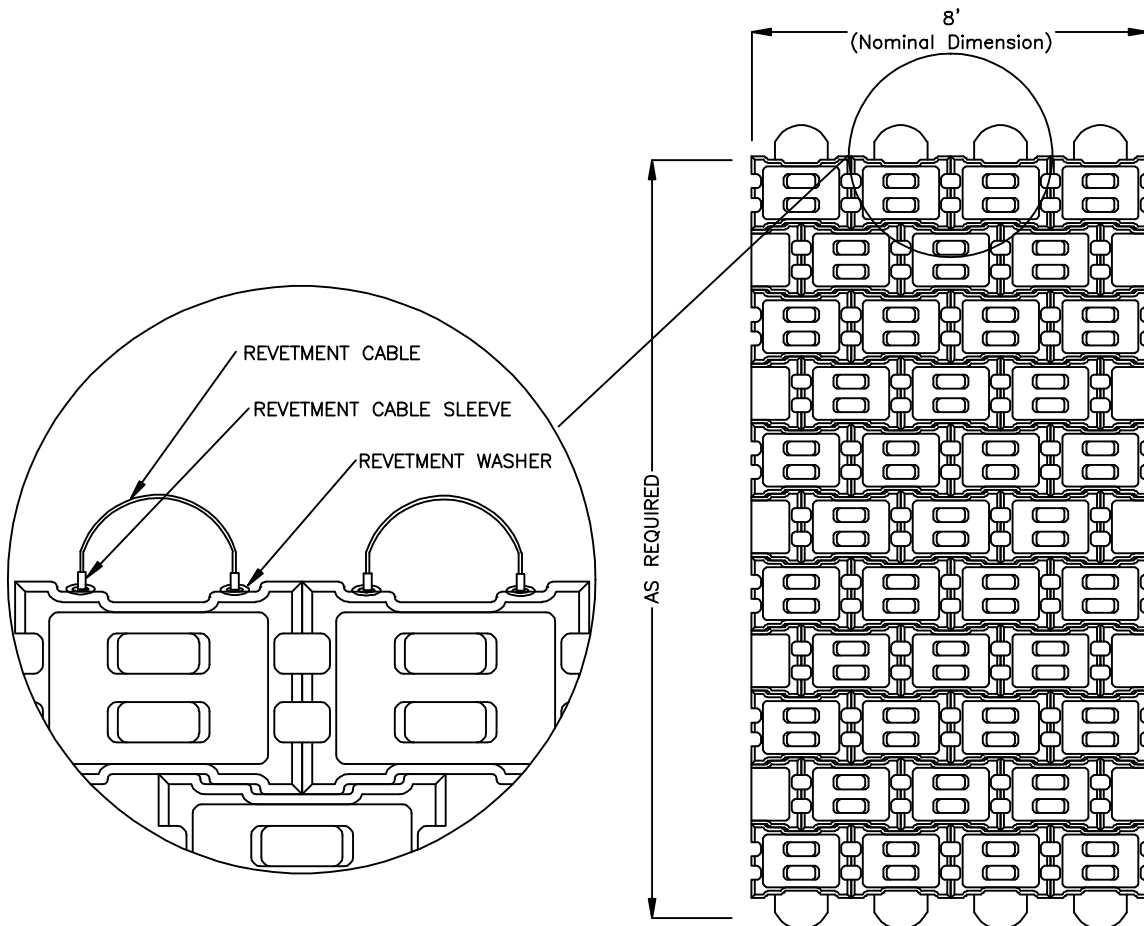 8'
(Nominal Dimension)
REVETMENT CABLE
REVETMENT CABLE SLEEVE
REVETMENT WASHER
AS REQUIRED